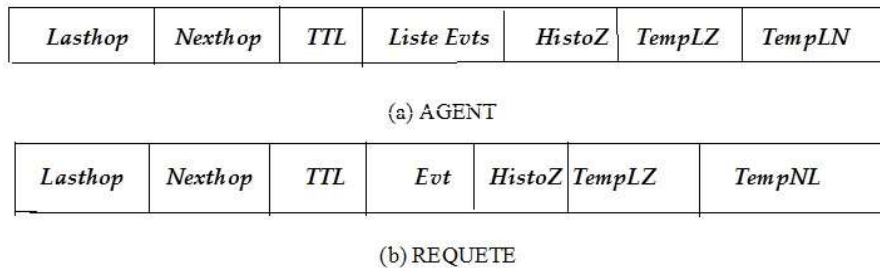 Lasthop Nexthop TTL Liste Evts HistoZ TempLZ TempLN
(a) AGENT
Lasthop Nexthop TTL Evt HistoZ TempLZ TempNL
(b) REQUETE